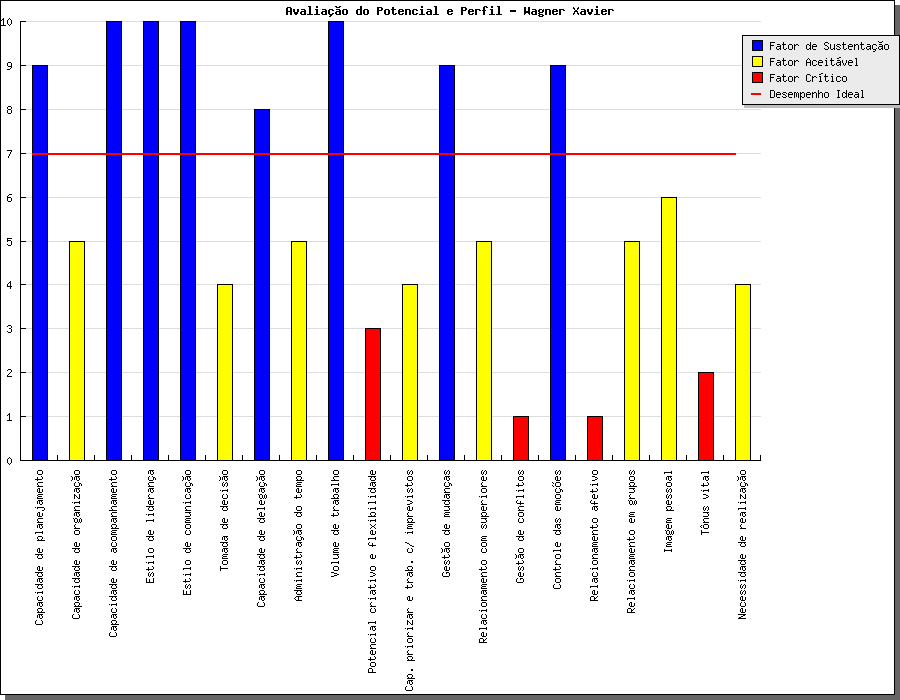 Avaliação do Potencial e Perfil - Wagner Xavier
10
9
8
7
6
5
4
3
2
1
0
Fator de Sustentação
Fator Aceitável
Fator Crítico
Desempenho Ideal
Capacidade de planejamento
Capacidade de organização
Capacidade de acompanhamento
Estilo de liderança
Estilo de comunicação
Tomada de decisão
Capacidade de delegação
Administração do tempo
Volume de trabalho
Potencial criativo e flexibilidade
Cap. priorizar e trab. c/ imprevistos
Gestão de mudanças
Relacionamento com superiores
Gestão de conflitos
Controle das emoções
Relacionamento afetivo
Relacionamento em grupos
Imagem pessoal
Tônus vital
Necessidade de realização